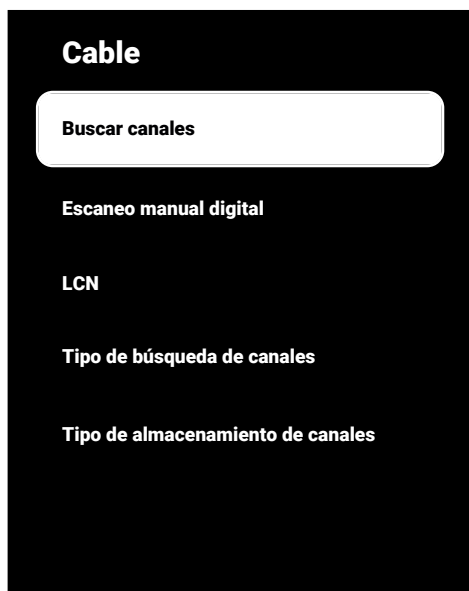 Cable
Buscar canales
Escaneo manual digital
LCN
Tipo de búsqueda de canales
Tipo de almacenamiento de canales